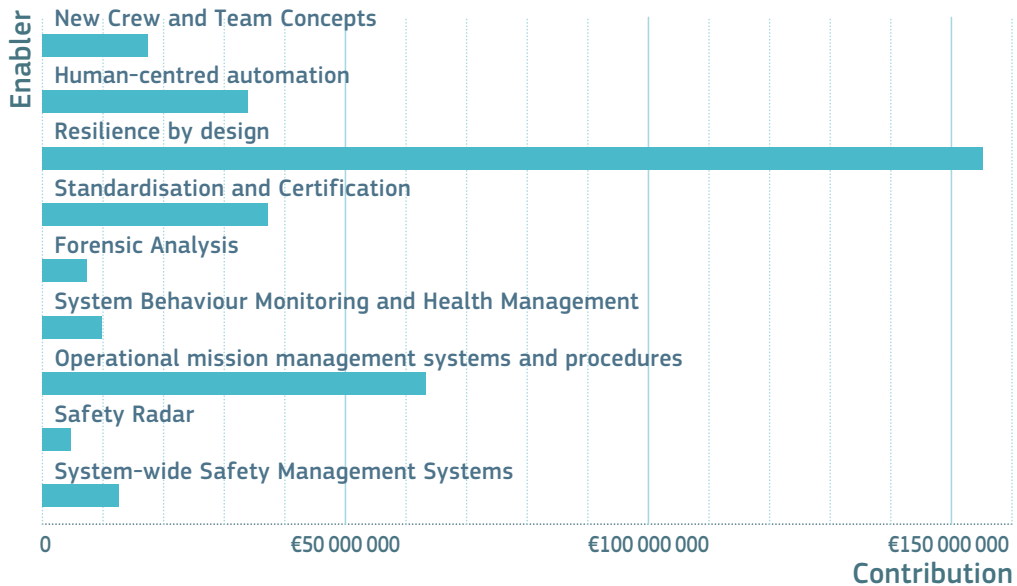 Enabler
New Crew and Team Concepts
Human-centred automation
Resilience by design
Standardisation and Certification
Forensic Analysis
System Behaviour Monitoring and Health Management
Operational mission management systems and procedures
Safety Radar
System-wide Safety Management Systems
0 €50 000 000 €100 000 000 €150 000 000
Contribution